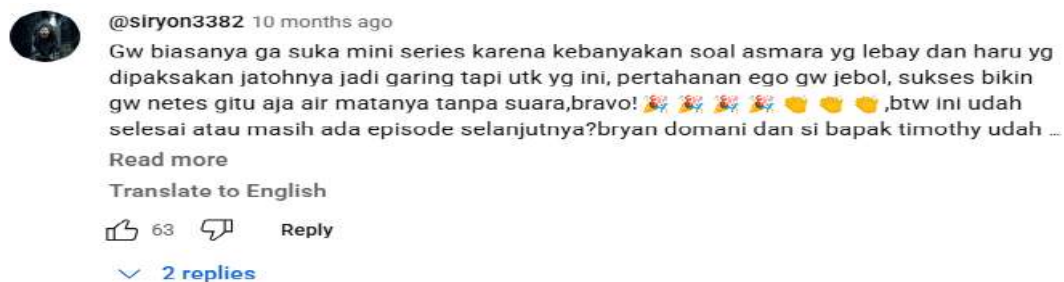 @siryon3382 10 months ago
Gw biasanya ga suka mini series karena kebanyakan soal asmara yg lebay dan haru yg
dipaksakan jatohnya jadi garing tapi utk yg ini, pertahanan ego gw jebol, sukses bikin
gw netes gitu aja air matanya tanpa suara,bravo! 🎉 🎉 🎉 🎉 👏 👏 👏 ,btw ini udah
selesai atau masih ada episode selanjutnya?bryan domani dan si bapak timothy udah ...
Read more
Translate to English
63 Reply
2 replies